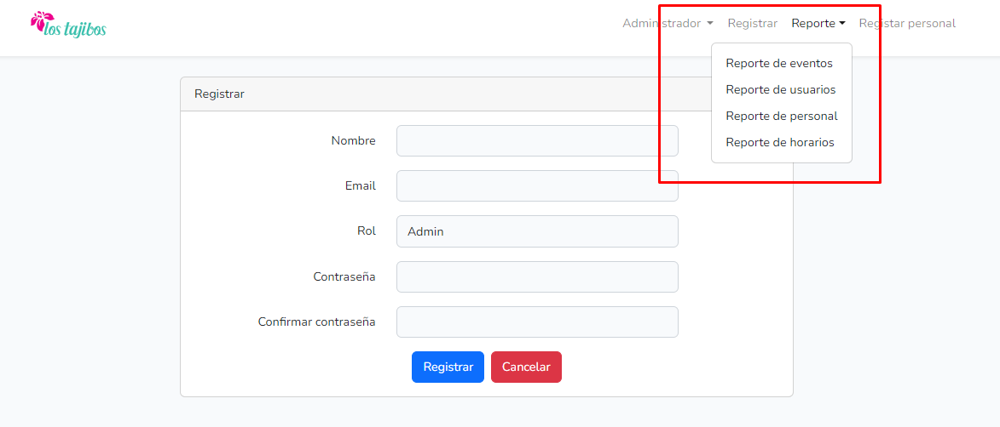 los tajibos
Administrador Registrar Reporte Registar personal
Reporte de eventos
Reporte de usuarios
Reporte de personal
Reporte de horarios
Registrar
Nombre
Email
Rol Admin
Contraseña
Confirmar contraseña
Registrar Cancelar